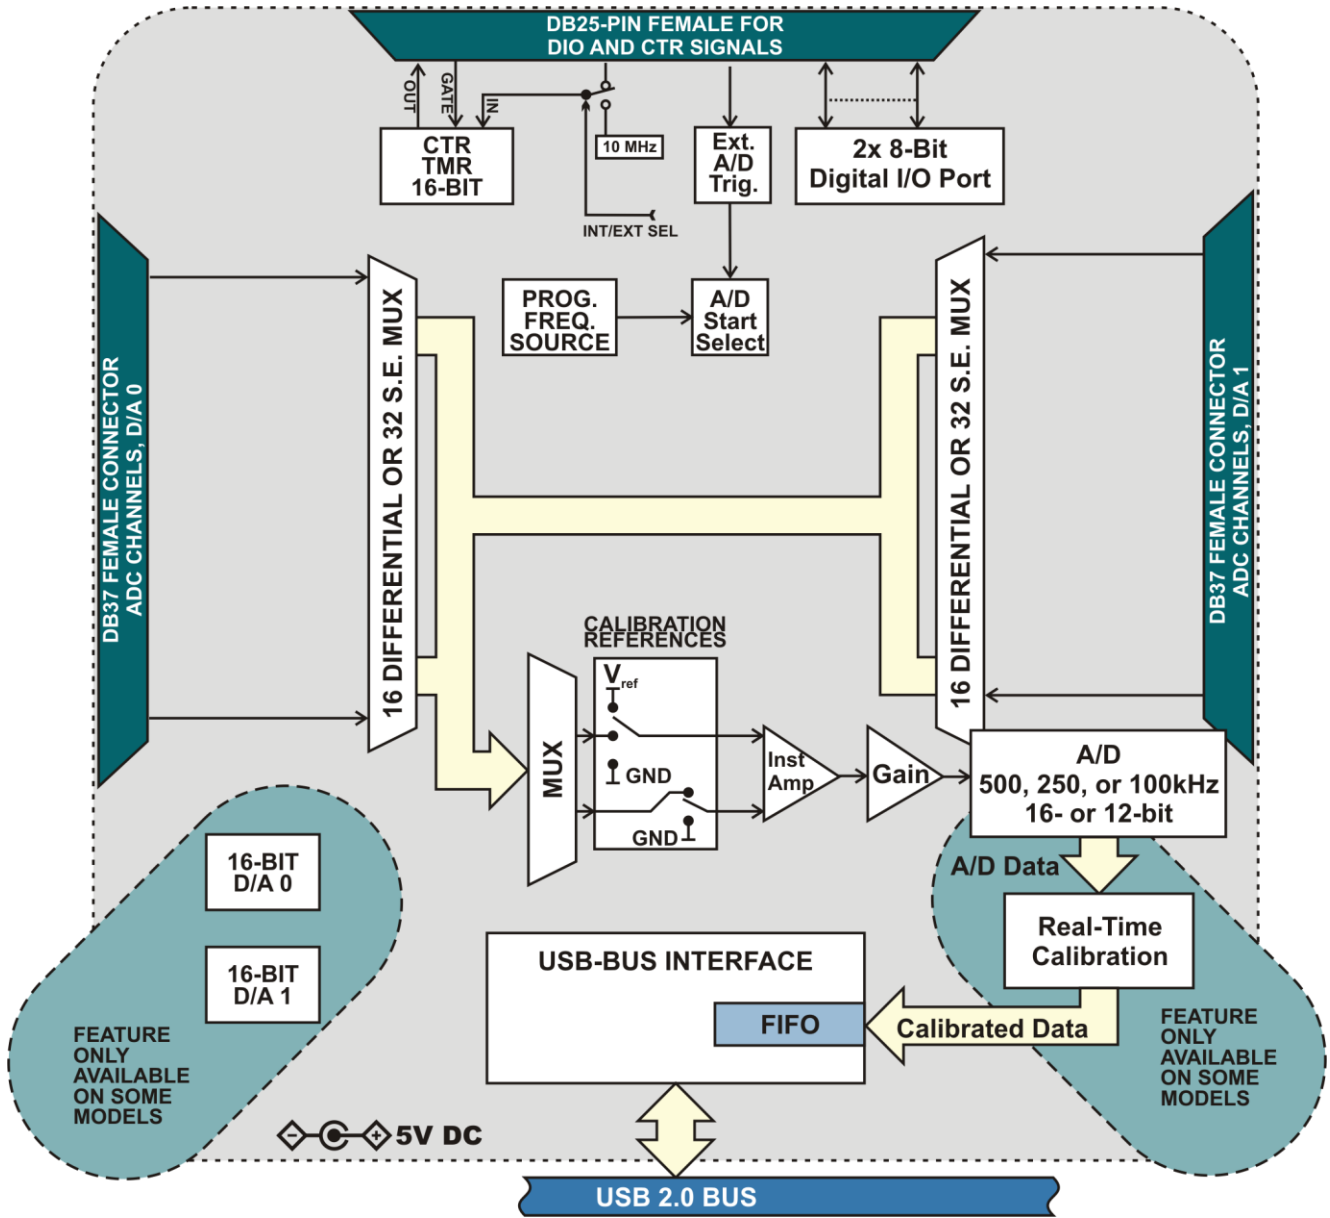 DB25-PIN FEMALE FOR
DIO AND CTR SIGNALS
OUT
GATE
IN
CTR
TMR
16-BIT
10 MHz
INT/EXT SEL
Ext.
A/D
Trig.
2x 8-Bit
Digital I/O Port
PROG.
FREQ.
SOURCE
A/D
Start
Select
DB37 FEMALE CONNECTOR
ADC CHANNELS, D/A 0
16 DIFFERENTIAL OR 32 S.E. MUX
16 DIFFERENTIAL OR 32 S.E. MUX
DB37 FEMALE CONNECTOR
ADC CHANNELS, D/A 1
CALIBRATION
REFERENCES
MUX
Vref
GND
GND
Inst
Amp
Gain
A/D
500, 250, or 100kHz
16- or 12-bit
A/D Data
Real-Time
Calibration
Calibrated Data
16-BIT
D/A 0
16-BIT
D/A 1
FEATURE
ONLY
AVAILABLE
ON SOME
MODELS
USB-BUS INTERFACE
FIFO
FEATURE
ONLY
AVAILABLE
ON SOME
MODELS
5V DC
USB 2.0 BUS